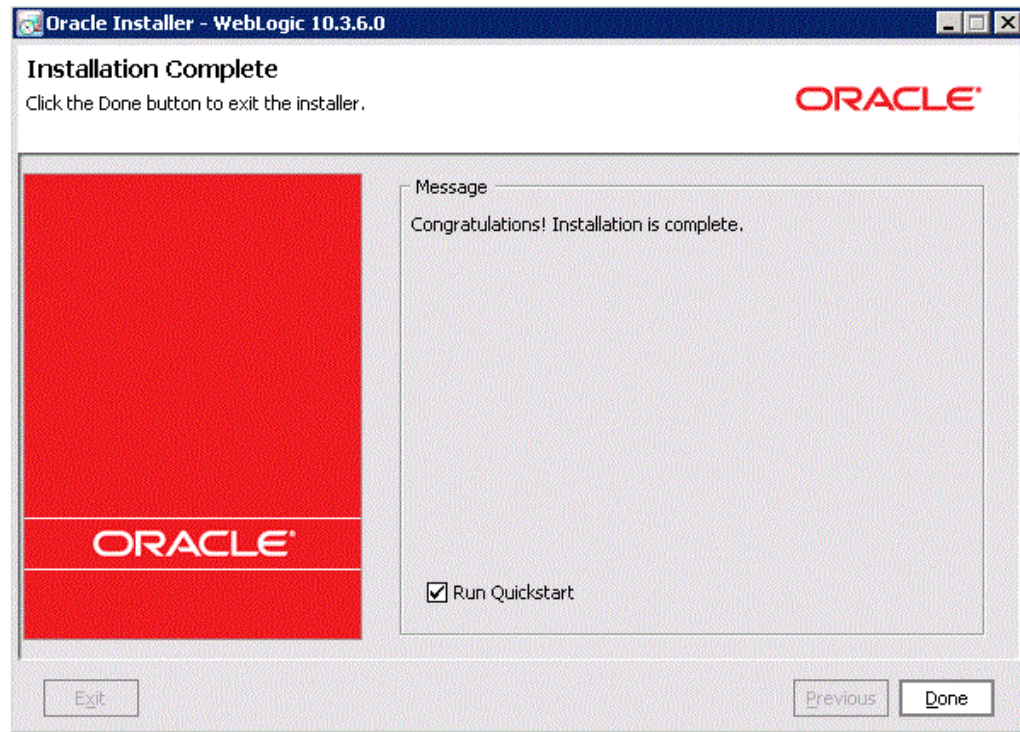 Oracle Installer - WebLogic 10.3.6.0
Installation Complete
Click the Done button to exit the installer.
ORACLE
Message
Congratulations! Installation is complete.
ORACLE
Run Quickstart
Exit
Previous
Done